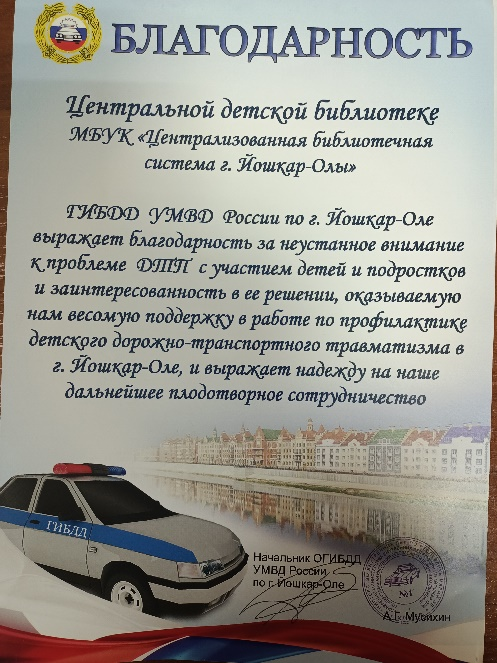 БЛАГОДАРНОСТЬ
Центральной детской библиотеке
МБУК «Централизованная библиотечная
система г. Йошкар-Олы»
ГИБДД УМВД России по г. Йошкар-Оле
выражает благодарность за неустанное внимание
к проблеме ДТП с участием детей и подростков
и заинтересованность в ее решении, оказываемую
нам весомую поддержку в работе по профилактике
детского дорожно-транспортного травматизма в
г. Йошкар-Оле, и выражает надежду на наше
дальнейшее плодотворное сотрудничество
ГИБДД
Начальник ОГИБДД
УМВД России
по г. Йошкар-Оле
№1
А.Г. Мусихин